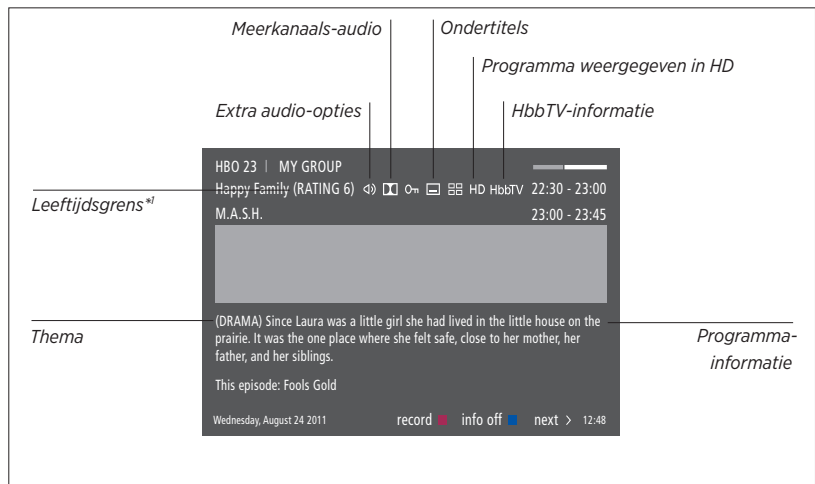 Meerkanaals-audio
Ondertitels
Programma weergegeven in HD
Extra audio-opties
HbbTV-informatie
HBO 23 | MY GROUP
Happy Family (RATING 6) HD HbbTV 22:30 - 23:00
Leeftijdsgrens*1
M.A.S.H. 23:00 - 23:45
(DRAMA) Since Laura was a little girl she had lived in the little house on the
Thema
prairie. It was the one place where she felt safe, close to her mother, her
Programma-
father, and her siblings.
informatie
This episode: Fools Gold
Wednesday, August 24 2011 record info off next > 12:48